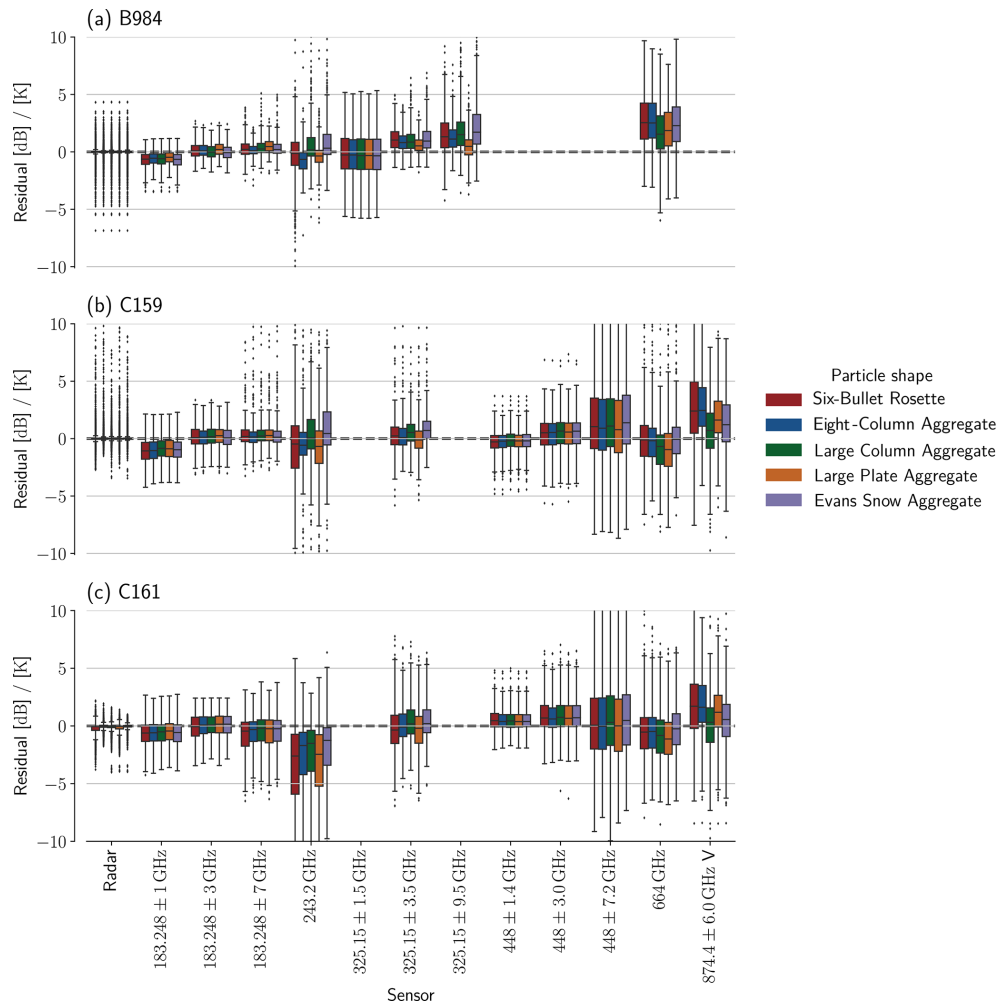 (a) B984
Residual [dB] / [K]
10
5
0
−5
−10
(b) C159
Residual [dB] / [K]
10
5
0
−5
−10
Particle shape
Six-Bullet Rosette
Eight-Column Aggregate
Large Column Aggregate
Large Plate Aggregate
Evans Snow Aggregate
(c) C161
Residual [dB] / [K]
10
5
0
−5
−10
Radar
183.248 ± 1 GHz
183.248 ± 3 GHz
183.248 ± 7 GHz
243.2 GHz
325.15 ± 1.5 GHz
325.15 ± 3.5 GHz
325.15 ± 9.5 GHz
448 ± 1.4 GHz
448 ± 3.0 GHz
448 ± 7.2 GHz
664 GHz
874.4 ± 6.0 GHz V
Sensor